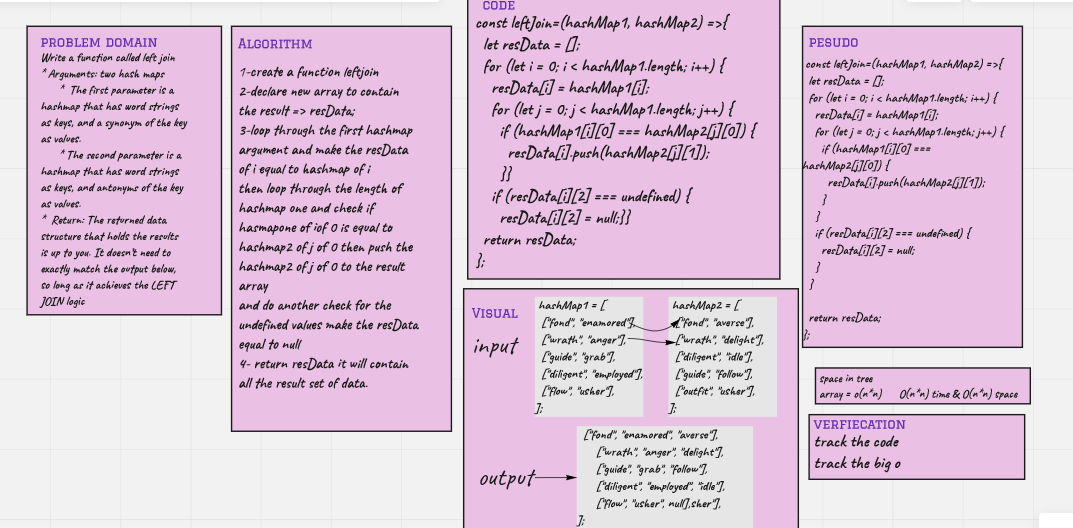 PROBLEM DOMAIN
Write a function called left join
* Arguments: two hash maps
* The first parameter is a
hashmap that has word strings
as keys, and a synonym of the key
as values.
* The second parameter is a
hashmap that has word strings
as keys, and antonyms of the key
as values.
* Return: The returned data
structure that holds the results
is up to you. It doesn't need to
exactly match the output below,
so long as it achieves the LEFT
JOIN logic
ALGORITHM
1-create a function leftjoin
2-declare new array to contain
the result => resData;
3-loop through the first hashmap
argument and make the resData
of i equal to hashmap of i
then loop through the length of
hashmap one and check if
hasmapone of iof 0 is equal to
hashmap2 of j of 0 then push the
hashmap2 of j of 0 to the result
array
and do another check for the
undefined values make the resData
equal to null
4- return resData it will contain
all the result set of data.
CODE
const leftJoin=(hashMap1, hashMap2) =>{
let resData = [];
for (let i = 0; i < hashMap1.length; i++) {
resData[i] = hashMap1[i];
for (let j = 0; j < hashMap1.length; j++) {
if (hashMap1[i][0] === hashMap2[j][0]) {
resData[i].push(hashMap2[j][1]);
}}
if (resData[i][2] === undefined) {
resData[i][2] = null;}}
return resData;
};
VISUAL
input
hashMap1 = [
["fond", "enamored"],
["wrath", "anger"],
["guide", "grab"],
["diligent", "employed"],
["flow", "usher"],
];
hashMap2 = [
["fond", "averse"],
["wrath", "delight"],
["diligent", "idle"],
["guide", "follow"],
["outfit", "usher"],
];
output
["fond", "enamored", "averse"],
["wrath", "anger", "delight"],
["guide", "grab", "follow"],
["diligent", "employed", "idle"],
["flow", "usher", null],sher"],
];
PESUDO
const leftJoin=(hashMap1, hashMap2) =>{
let resData = [];
for (let i = 0; i < hashMap1.length; i++) {
resData[i] = hashMap1[i];
for (let j = 0; j < hashMap1.length; j++) {
if (hashMap1[i][0] ===
hashMap2[j][0]) {
resData[i].push(hashMap2[j][1]);
}
}
if (resData[i][2] === undefined) {
resData[i][2] = null;
}
}
return resData;
};
space in tree
array = o(n*n) O(n*n) time & O(n*n) space
VERFIECATION
track the code
track the big o